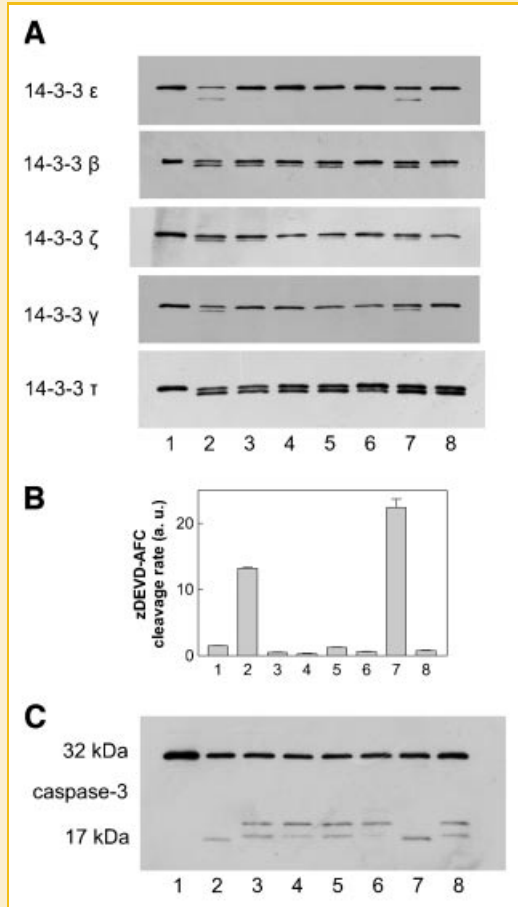 A
14-3-3 ε
14-3-3 β
14-3-3 ζ
14-3-3 γ
14-3-3 τ
1 2 3 4 5 6 7 8
B
zDEVD-AFC
cleavage rate (a. u.)
20
10
0
1 2 3 4 5 6 7 8
C
32 kDa
caspase-3
17 kDa
1 2 3 4 5 6 7 8